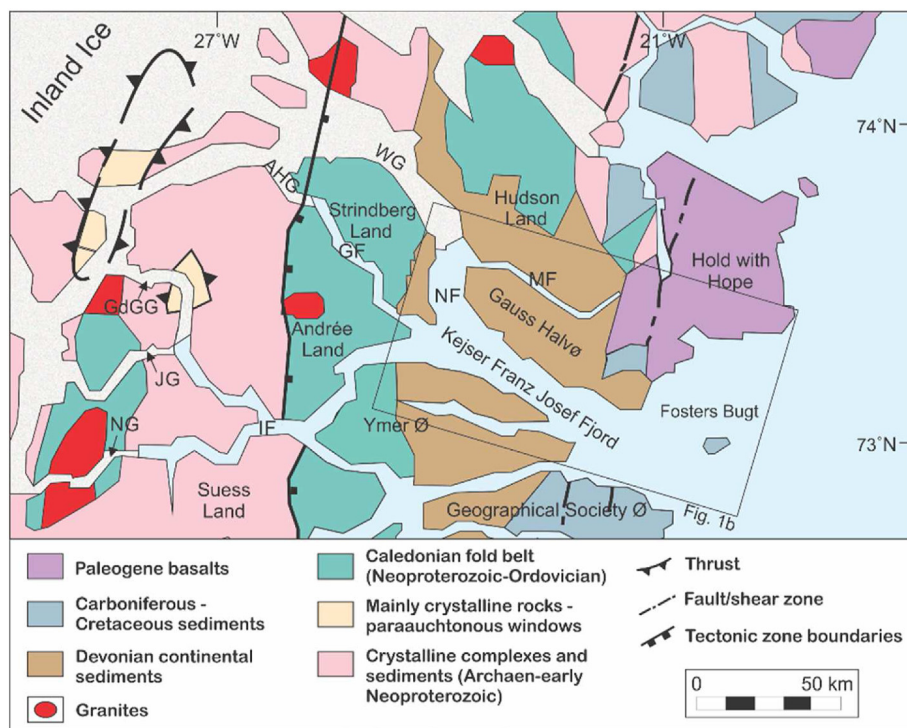 27°W
21°W
Inland Ice
74°N
WG
AHG
Strindberg
Land
Hudson
Land
GF
Hold with
Hope
MF
NF
GdGG
Gauss Halvø
Andrée
Land
Kejser Franz Josef Fjord
JG
Fosters Bugt
NG
IF
Ymer Ø
73°N
Suess
Land
Geographical Society Ø
Fig. 1b
Paleogene basalts
Carboniferous -
Cretaceous sediments
Devonian continental
sediments
Granites
Caledonian fold belt
(Neoproterozoic-Ordovician)
Mainly crystalline rocks -
paraauchtonous windows
Crystalline complexes and
sediments (Archaen-early
Neoproterozoic)
Thrust
Fault/shear zone
Tectonic zone boundaries
0 50 km